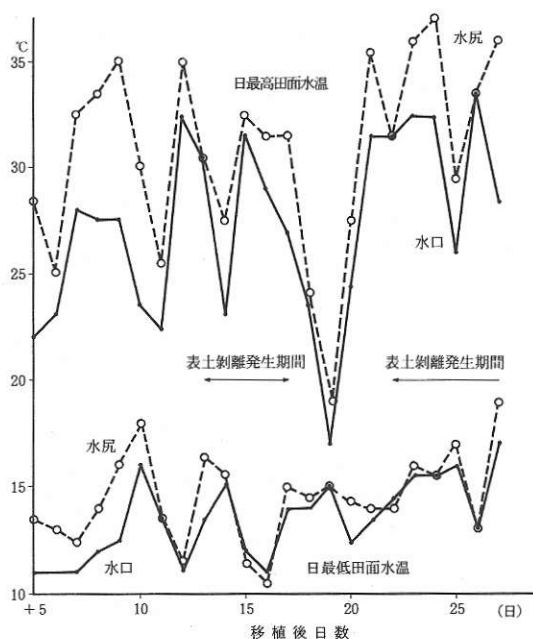 ℃
35
30
25
20
15
10
水尻
日最高田面水温
水口
表土剝離発生期間
表土剝離発生期間
水尻
水口
日最低田面水温
+5
10
15
20
25
(日)
移植後日数